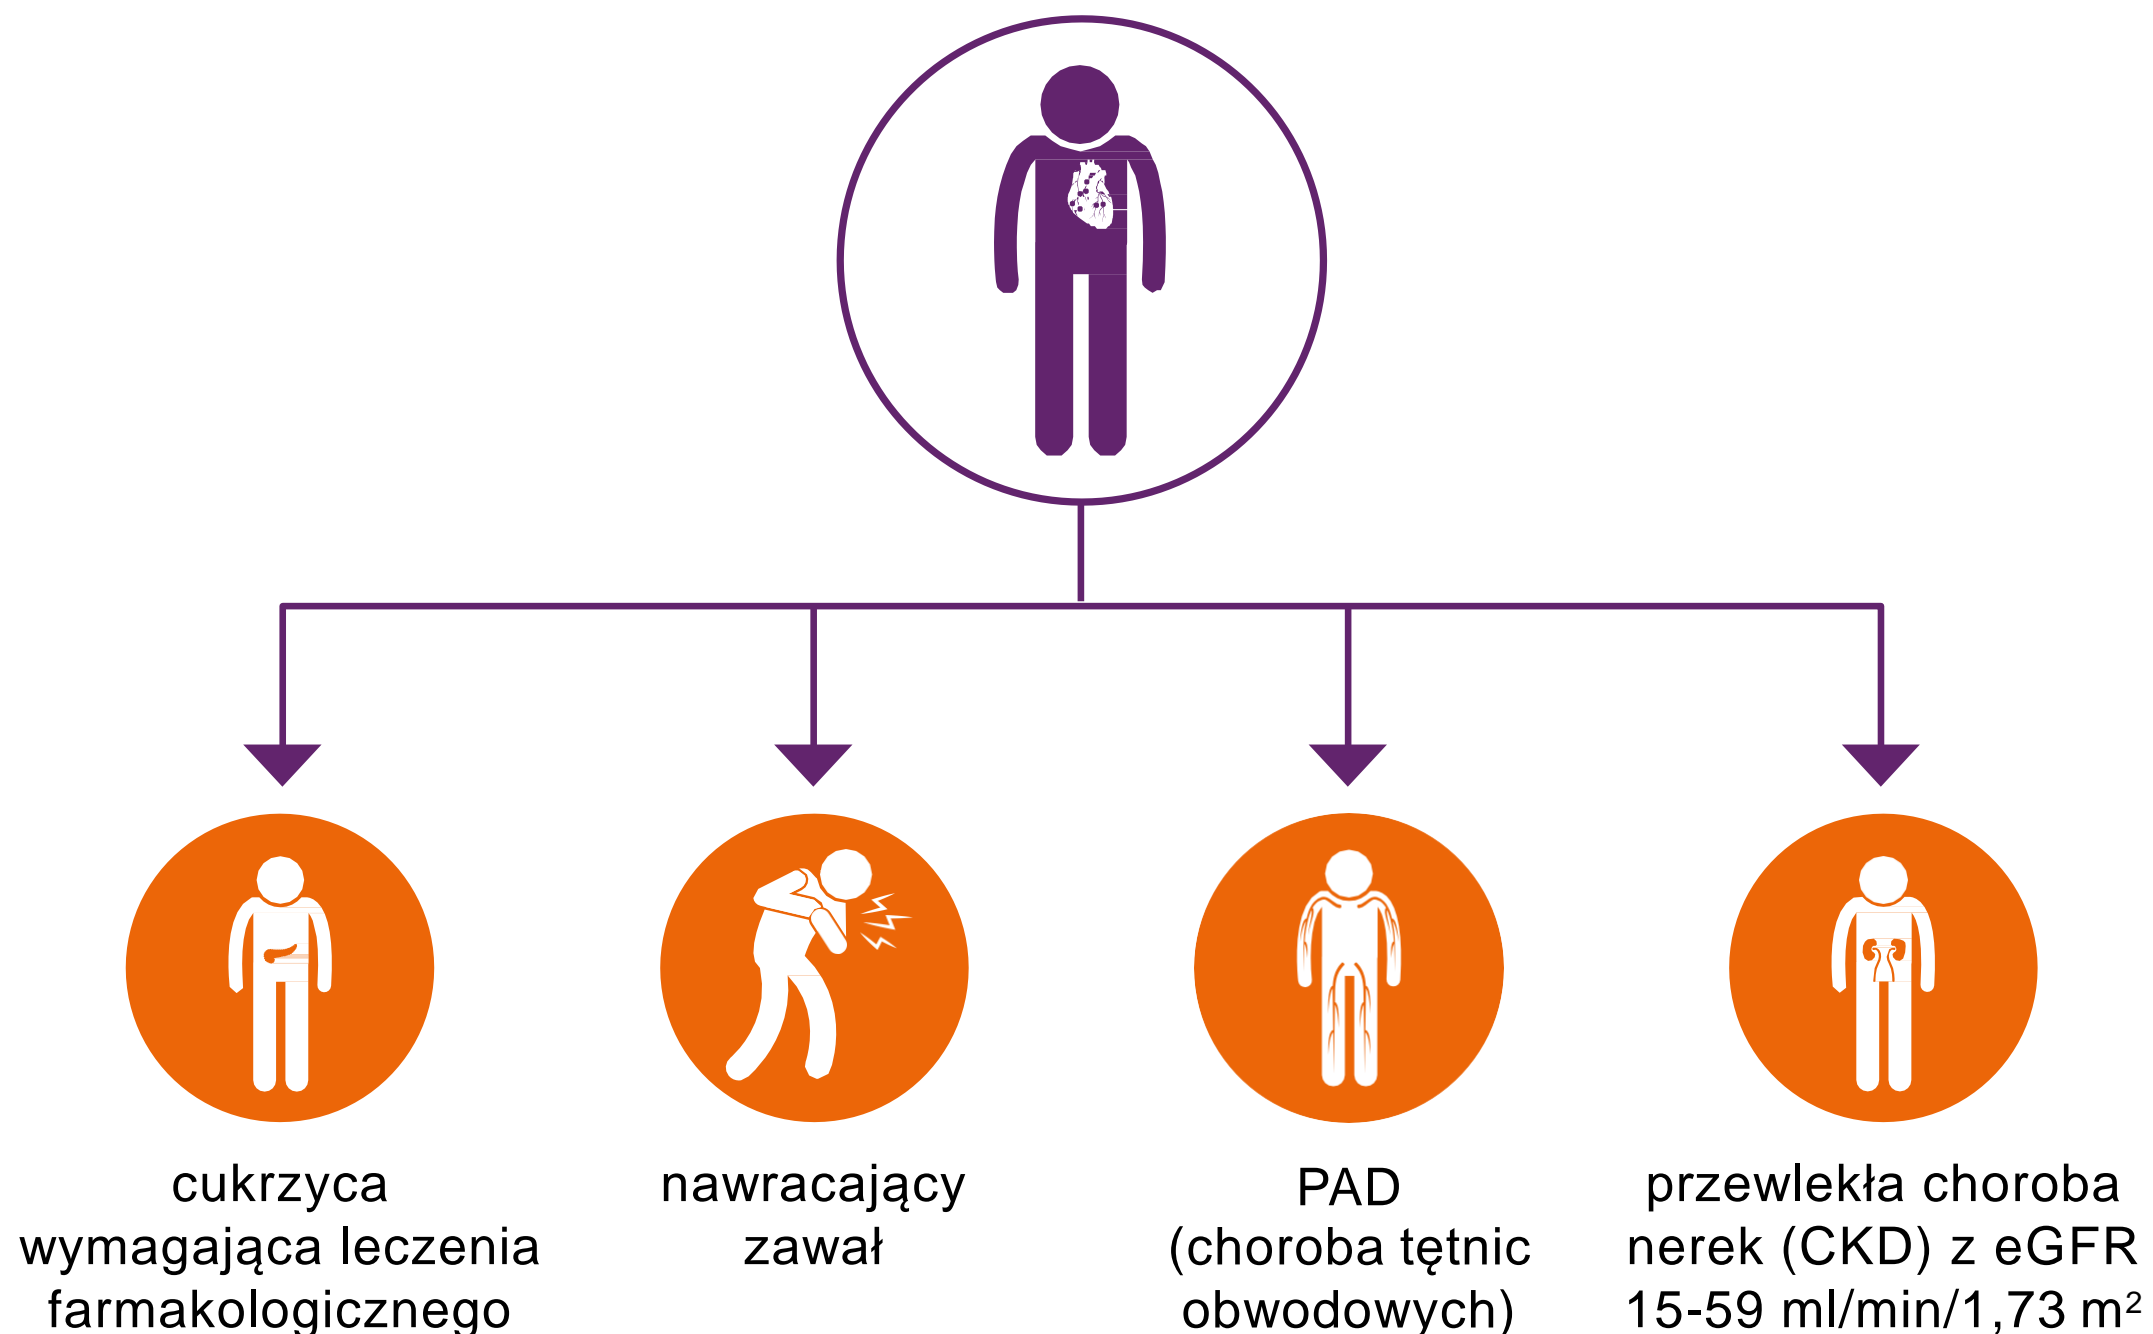 cukrzyca
wymagająca leczenia
farmakologicznego
nawracający
zawał
PAD
(choroba tętnic
obwodowych)
przewlekła choroba
nerek (CKD) z eGFR
15-59 ml/min/1,73 m²